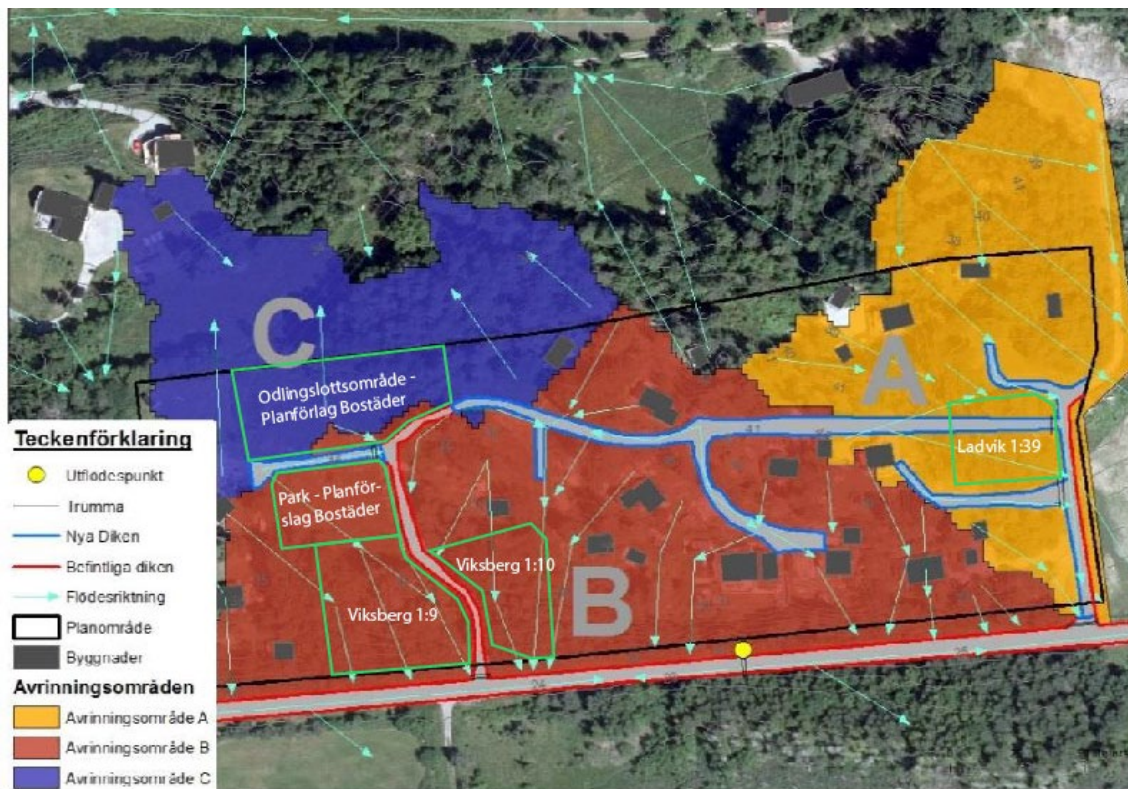 A
C
Odlingslottsområde -
Planförlag Bostäder
Ladvik 1:39
Park - Planför-
slag Bostäder
Viksberg 1:10
Viksberg 1:9
B
Teckenförklaring
Utflödespunkt
Trumma
Nya Diken
Befintliga diken
Flödesriktning
Planområde
Byggnader
Avrinningsområden
Avrinningsområde A
Avrinningsområde B
Avrinningsområde C